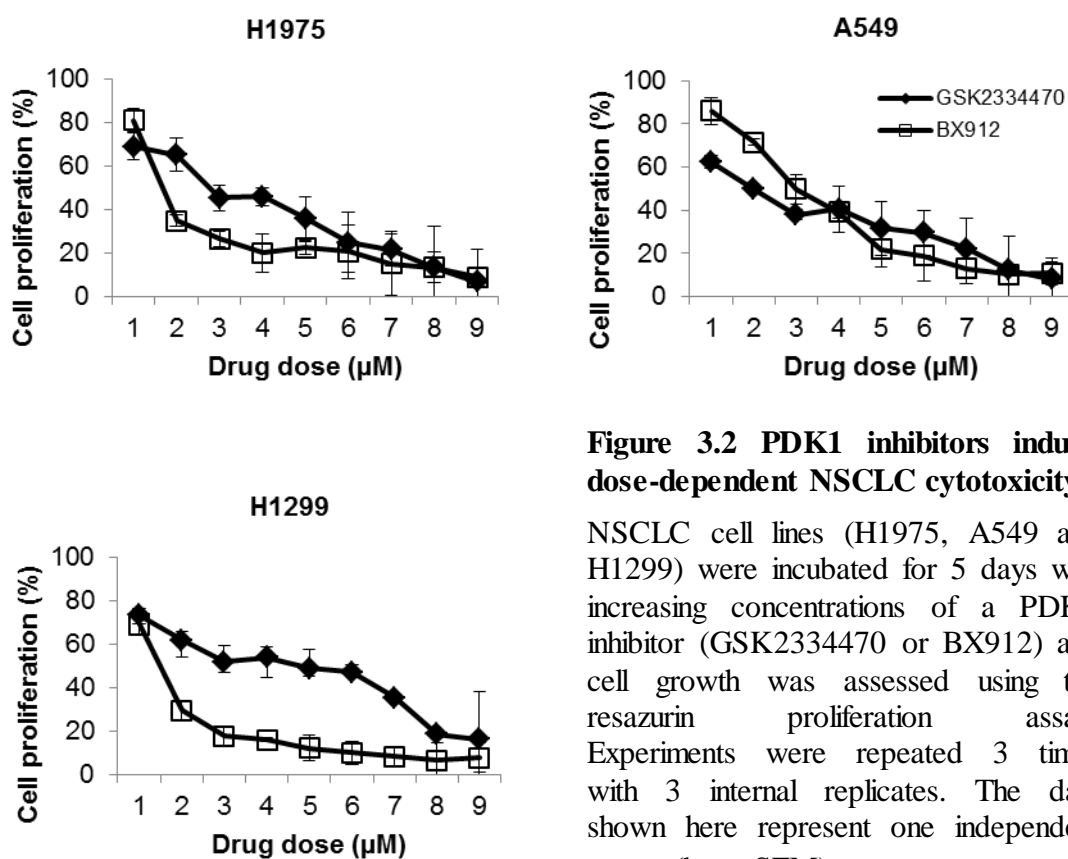 H1975
100
80
60
40
20
0
Cell proliferation (%)
1 2 3 4 5 6 7 8 9
Drug dose (µM)
A549
100
80
60
40
20
0
Cell proliferation (%)
GSK2334470
BX912
1 2 3 4 5 6 7 8 9
Drug dose (µM)
H1299
100
80
60
40
20
0
Cell proliferation (%)
1 2 3 4 5 6 7 8 9
Drug dose (µM)
Figure 3.2 PDK1 inhibitors indu
dose-dependent NSCLC cytotoxicity
NSCLC cell lines (H1975, A549 a
H1299) were incubated for 5 days w
increasing concentrations of a PDK
inhibitor (GSK2334470 or BX912) a
cell growth was assessed using t
resazurin proliferation assa
Experiments were repeated 3 tim
with 3 internal replicates. The da
shown here represent one independe